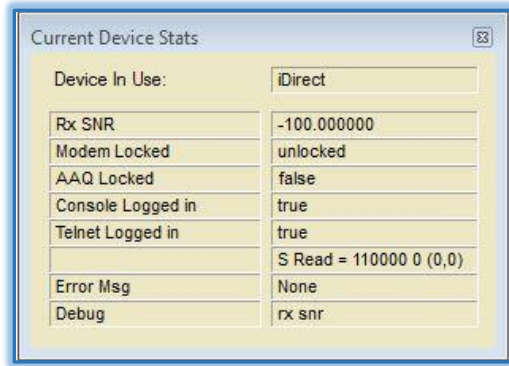 Current Device Stats
Device In Use: iDirect
Rx SNR -100.000000
Modem Locked unlocked
AAQ Locked false
Console Logged in true
Telnet Logged in true
S Read = 110000 0 (0,0)
Error Msg None
Debug rx snr